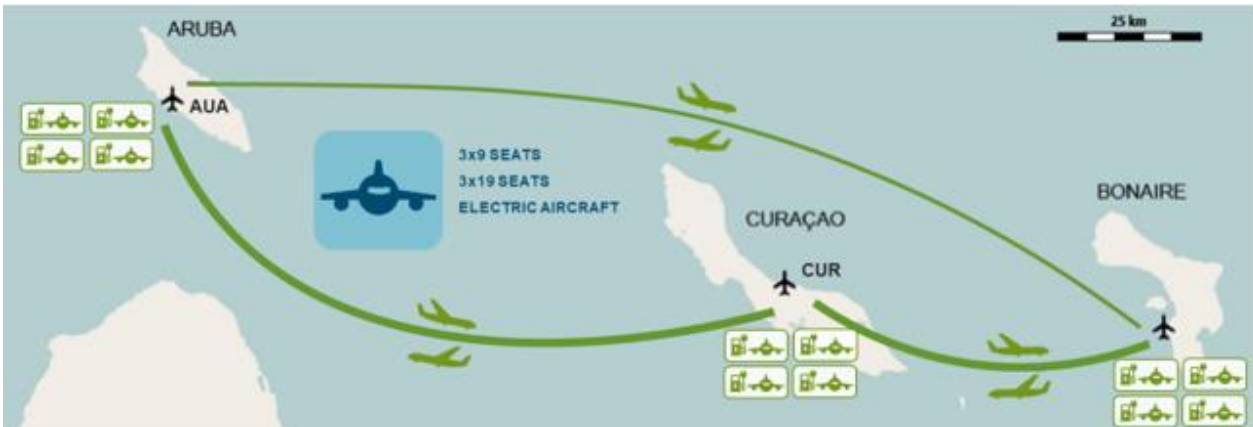 ARUBA
25 km
AUA
3x9 SEATS
3x19 SEATS
ELECTRIC AIRCRAFT
BONAIRE
CURAÇAO
CUR